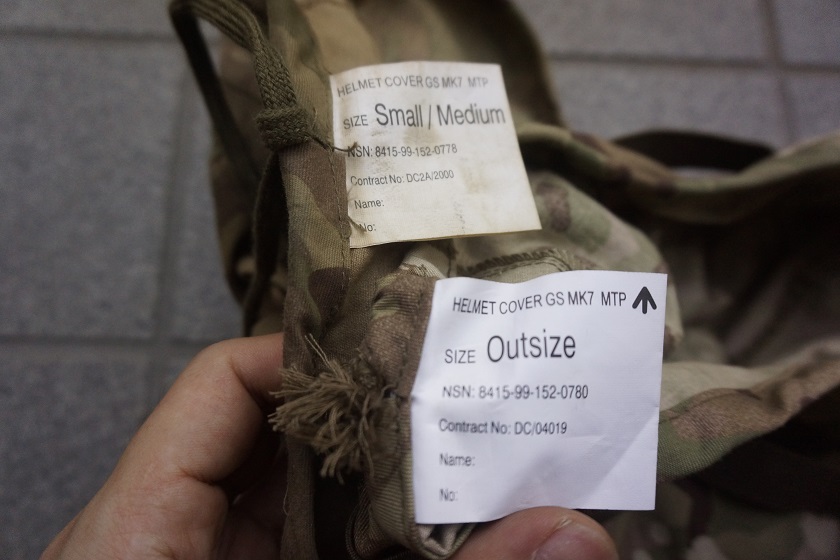 HELMET COVER GS MK7 MTP
SIZE Small / Medium
NSN: 8415-99-152-0778
Contract No: DC2A/2000
Name:
No:
HELMET COVER GS MK7 MTP
SIZE Outsize
NSN: 8415-99-152-0780
Contract No: DC/04019
Name:
No: